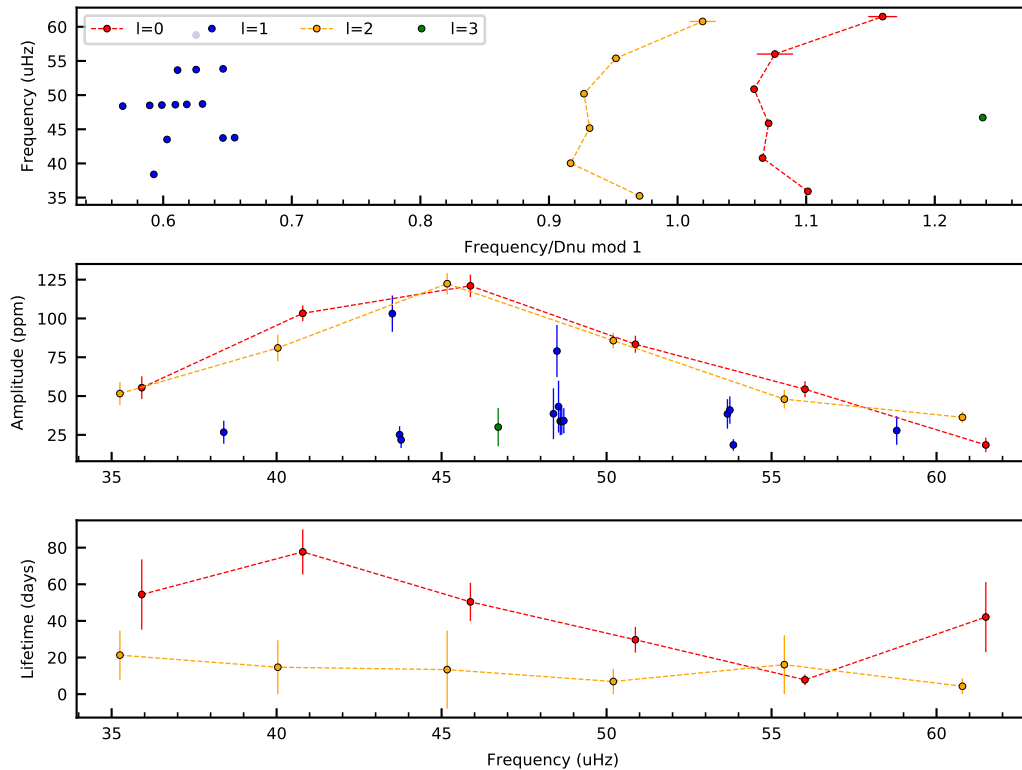 l=0 l=1 l=2 l=3
Frequency (uHz)
60
55
50
45
40
35
0.6 0.7 0.8 0.9 1.0 1.1 1.2
Frequency/Dnu mod 1
Amplitude (ppm)
125
100
75
50
25
35 40 45 50 55 60
Lifetime (days)
80
60
40
20
0
35 40 45 50 55 60
Frequency (uHz)